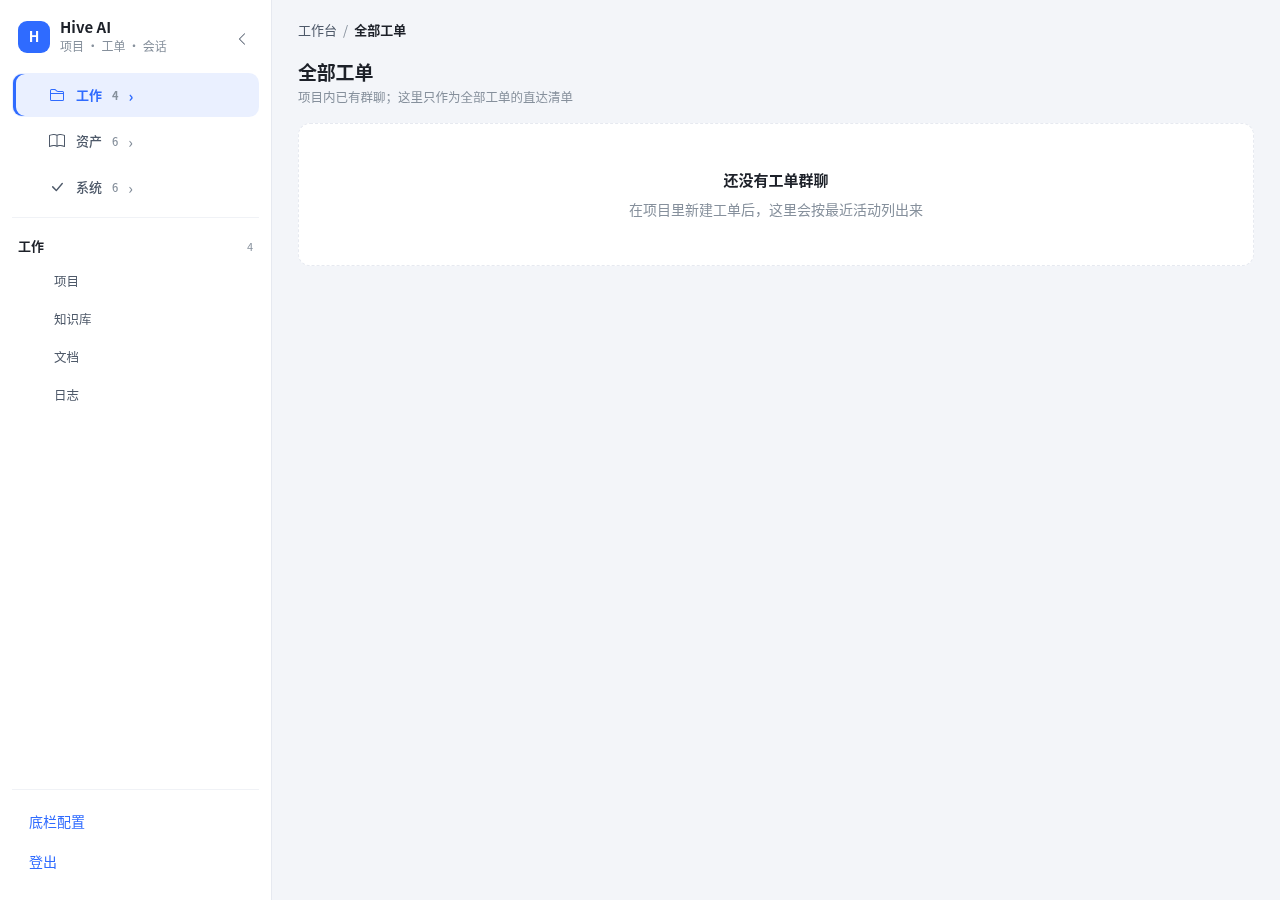 H
Hive AI
项目 · 工单 · 会话
工作 4 ›
资产 6 ›
系统 6 ›
工作 4
项目
知识库
文档
日志
底栏配置
登出
工作台 / 全部工单
全部工单
项目内已有群聊；这里只作为全部工单的直达清单
还没有工单群聊
在项目里新建工单后，这里会按最近活动列出来